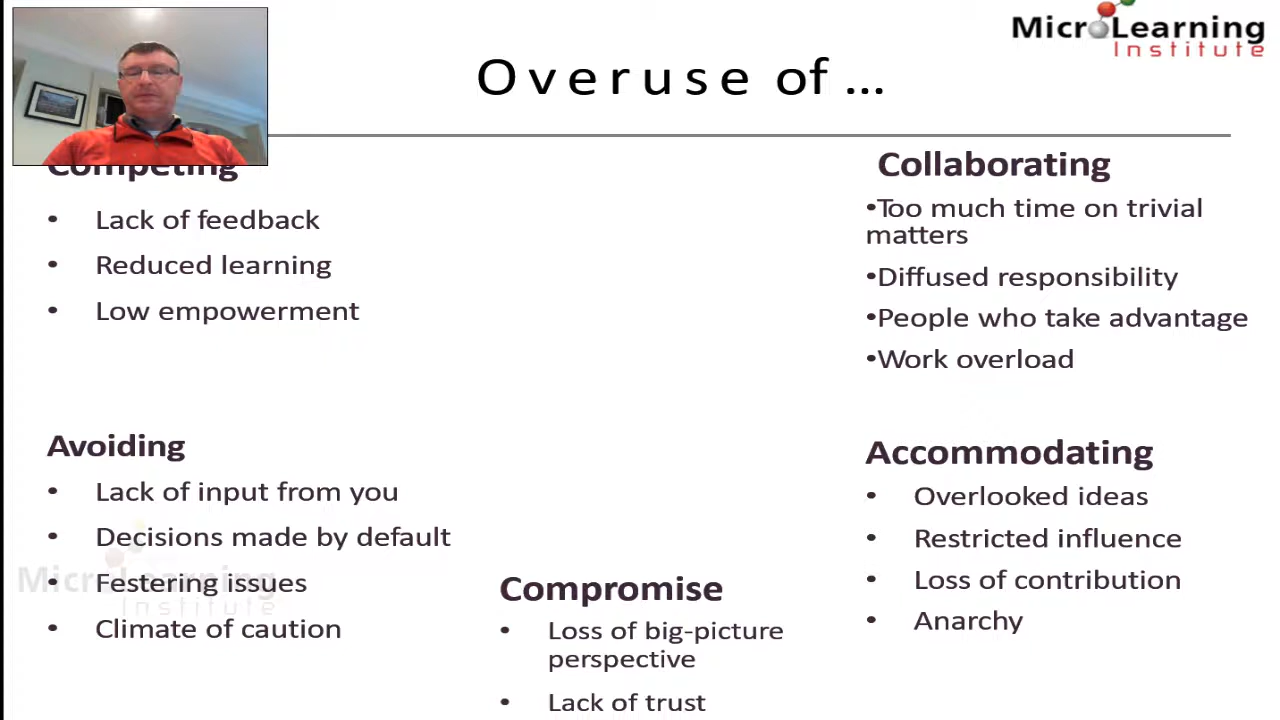 MicroLearning
Institute
Overuse of ...
Competing
• Lack of feedback
• Reduced learning
• Low empowerment
Collaborating
•Too much time on trivial
matters
•Diffused responsibility
•People who take advantage
•Work overload
Avoiding
• Lack of input from you
• Decisions made by default
• Festering issues
• Climate of caution
MicroLearning
Institute
Compromise
• Loss of big-picture
perspective
• Lack of trust
Accommodating
• Overlooked ideas
• Restricted influence
• Loss of contribution
• Anarchy